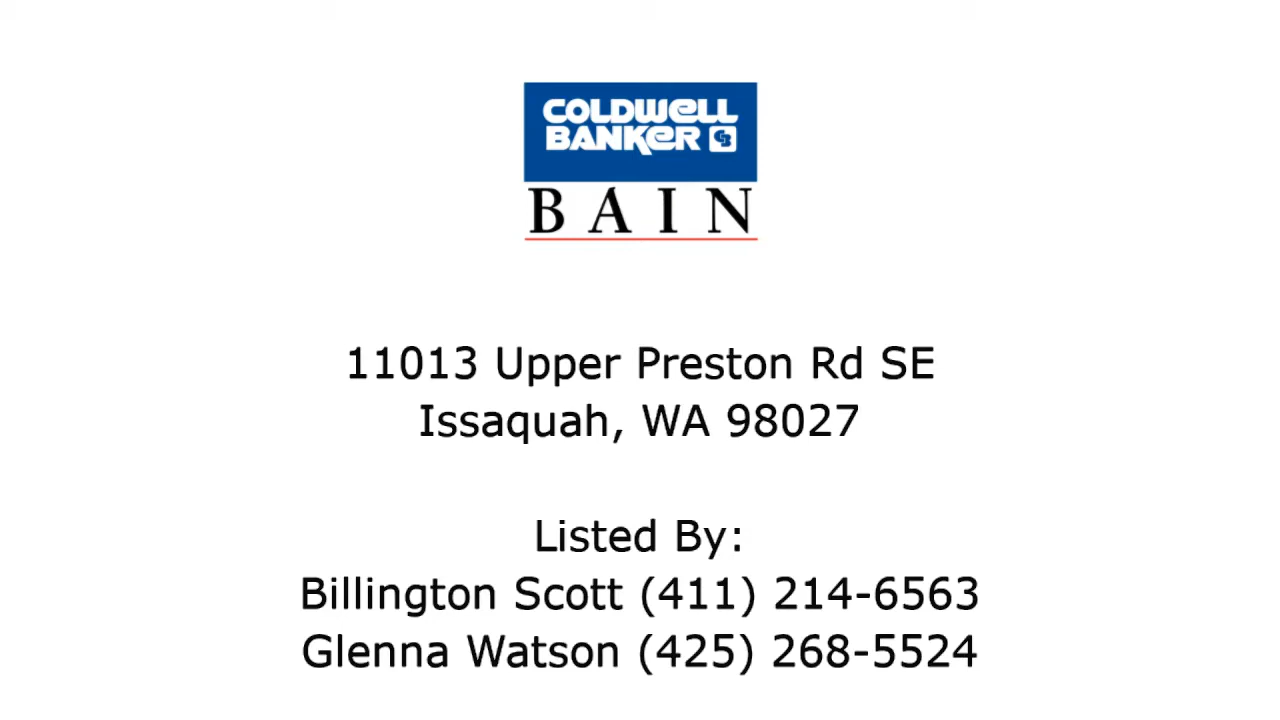 COLDWELL
BANKER CB
BAIN
11013 Upper Preston Rd SE
Issaquah, WA 98027
Listed By:
Billington Scott (411) 214-6563
Glenna Watson (425) 268-5524